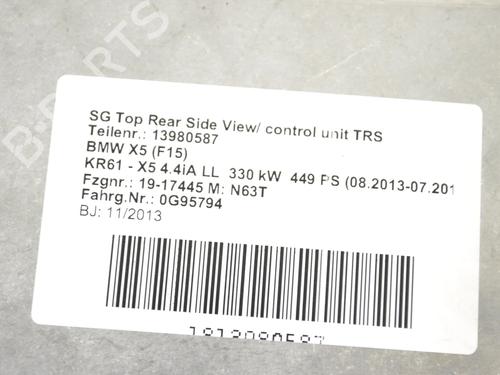 SG Top Rear Side View/ control unit TRS
Teilenr.: 13980587
BMW X5 (F15)
KR61 - X5 4.4iA LL  330 kW  449 PS (08.2013-07.201
Fzgnr.: 19-17445 M: N63T
Fahrg.Nr.: 0G95794
BJ: 11/2013
B-PARTS